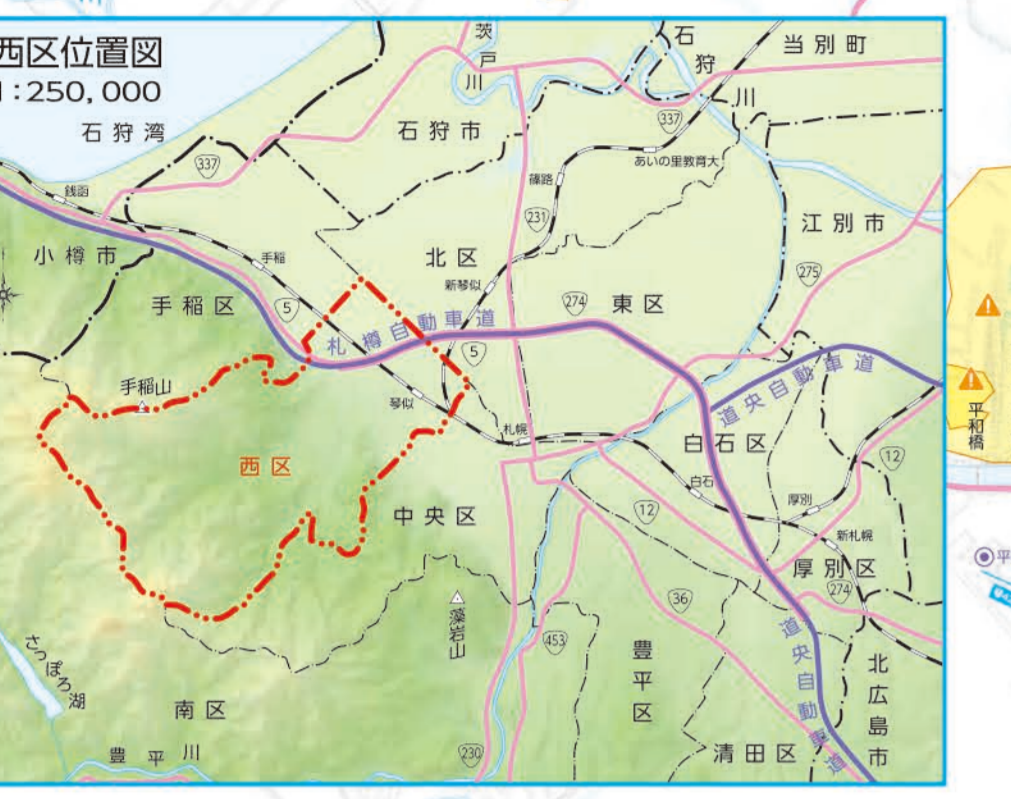 西区位置図
1:250,000
石狩湾
茨戸川
石狩川
当別町
石狩市
337
337
あいの里教育大
篠路
231
銭函
小樽市
手稲
手稲区
5
北区
新琴似
274
東区
江別市
275
札樽自動車道
5
手稲山
琴似
札幌
西区
道央自動車道
白石区
白石
12
厚別
新札幌
厚別区
274
中央区
12
36
藻岩山
453
豊平区
道央自動車道
北広島市
さっぽろ湖
南区
豊平川
230
清田区
平和橋
平